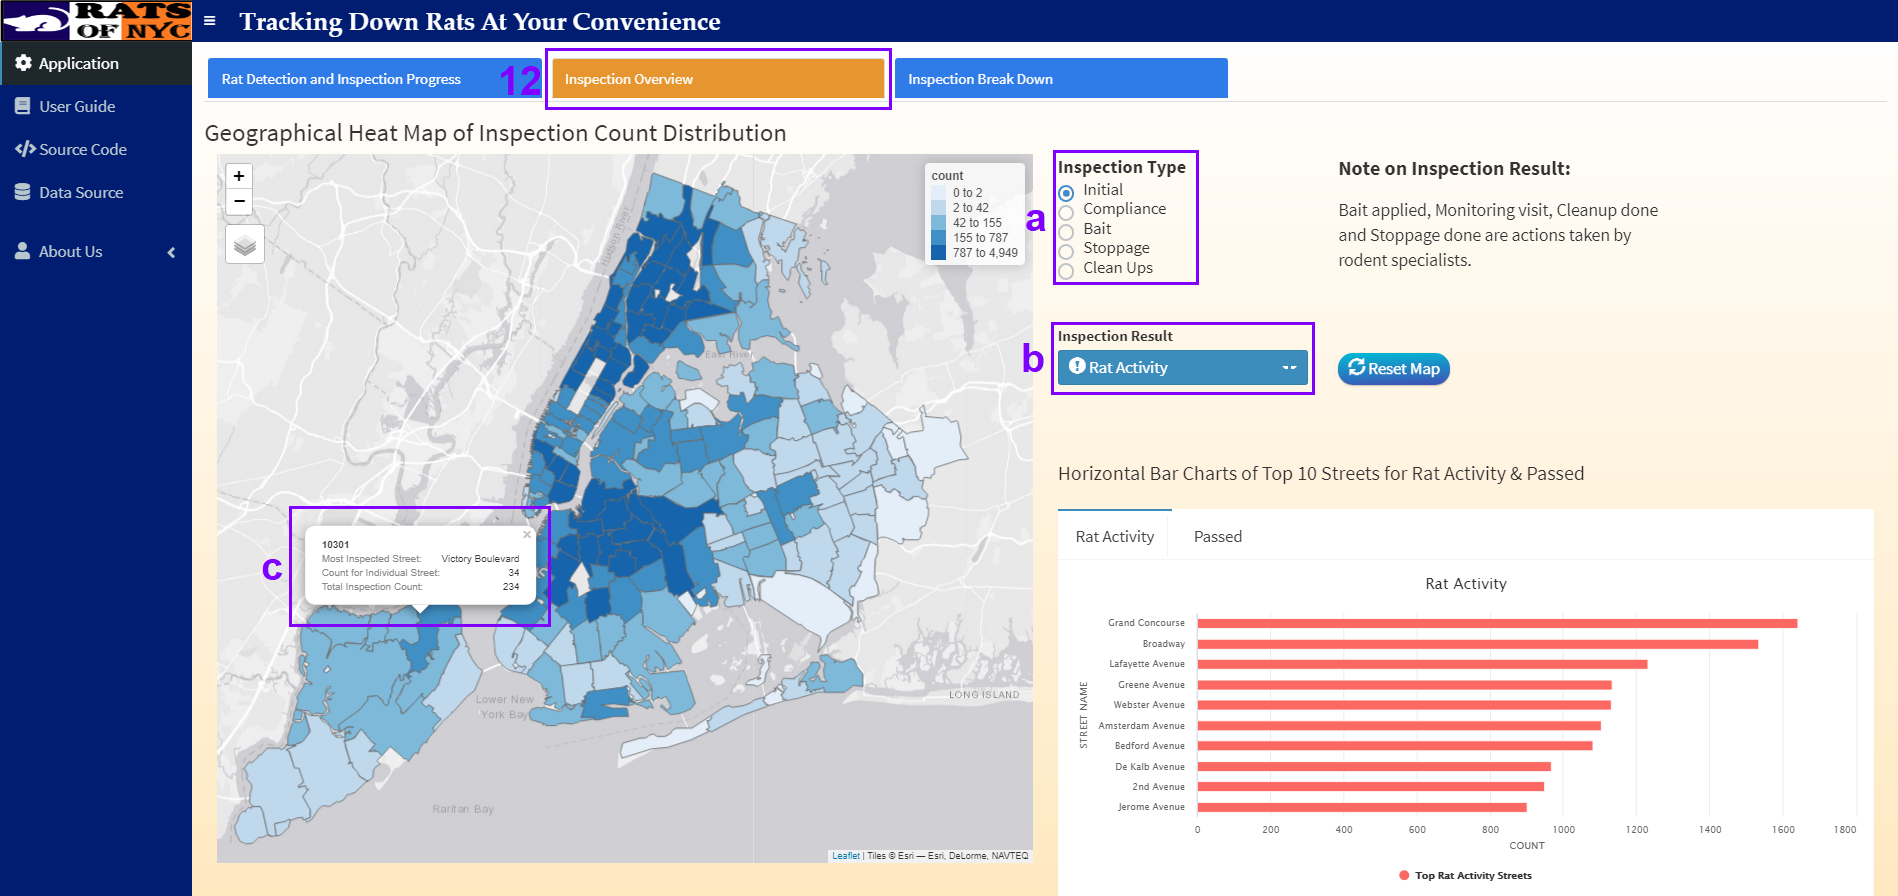 RATS
OF NYC
Tracking Down Rats At Your Convenience
Application
User Guide
Source Code
Data Source
About Us
Rat Detection and Inspection Progress
12
Inspection Overview
Inspection Break Down
Geographical Heat Map of Inspection Count Distribution
+
−
count
0 to 2
2 to 42
42 to 155
155 to 787
787 to 4,949
Hudson River
East River
a
Inspection Type
Initial
Compliance
Bait
Stoppage
Clean Ups
Note on Inspection Result:
Bait applied, Monitoring visit, Cleanup done
and Stoppage done are actions taken by
rodent specialists.
b
Inspection Result
Rat Activity
Reset Map
c
×
10301
Most Inspected Street: Victory Boulevard
Count for Individual Street: 34
Total Inspection Count: 234
Lower New
York Bay
LONG ISLAND
Raritan Bay
Leaflet | Tiles © Esri — Esri, DeLorme, NAVTEQ
Horizontal Bar Charts of Top 10 Streets for Rat Activity & Passed
Rat Activity
Passed
Rat Activity
STREET NAME
Grand Concourse
Broadway
Lafayette Avenue
Greene Avenue
Webster Avenue
Amsterdam Avenue
Bedford Avenue
De Kalb Avenue
2nd Avenue
Jerome Avenue
0 200 400 600 800 1000 1200 1400 1600 1800
COUNT
Top Rat Activity Streets